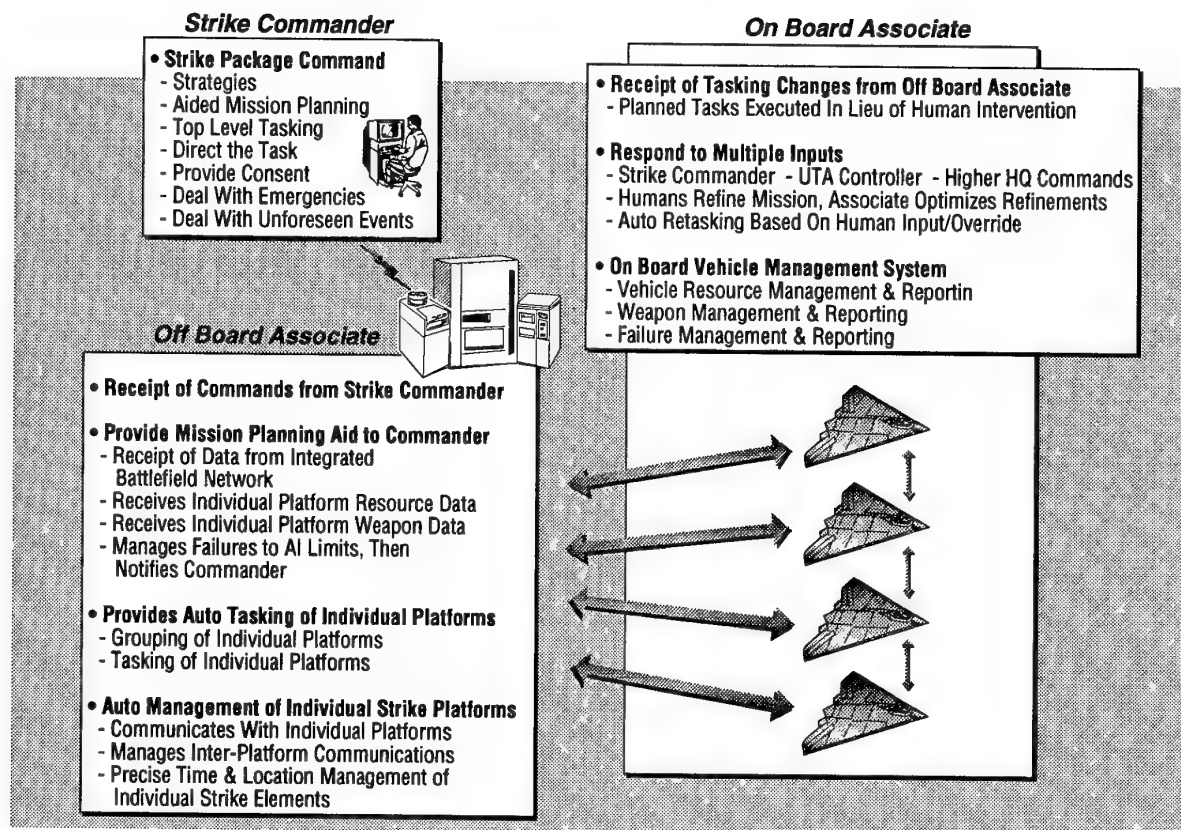 Strike Commander
• Strike Package Command
- Strategies
- Aided Mission Planning
- Top Level Tasking
- Direct the Task
- Provide Consent
- Deal With Emergencies
- Deal With Unforeseen Events
On Board Associate
• Receipt of Tasking Changes from Off Board Associate
- Planned Tasks Executed In Lieu of Human Intervention
• Respond to Multiple Inputs
- Strike Commander - UTA Controller - Higher HQ Commands
- Humans Refine Mission, Associate Optimizes Refinements
- Auto Retasking Based On Human Input/Override
• On Board Vehicle Management System
- Vehicle Resource Management & Reportin
- Weapon Management & Reporting
- Failure Management & Reporting
Off Board Associate
• Receipt of Commands from Strike Commander
• Provide Mission Planning Aid to Commander
- Receipt of Data from Integrated
Battlefield Network
- Receives Individual Platform Resource Data
- Receives Individual Platform Weapon Data
- Manages Failures to AI Limits, Then
Notifies Commander
• Provides Auto Tasking of Individual Platforms
- Grouping of Individual Platforms
- Tasking of Individual Platforms
• Auto Management of Individual Strike Platforms
- Communicates With Individual Platforms
- Manages Inter-Platform Communications
- Precise Time & Location Management of
Individual Strike Elements